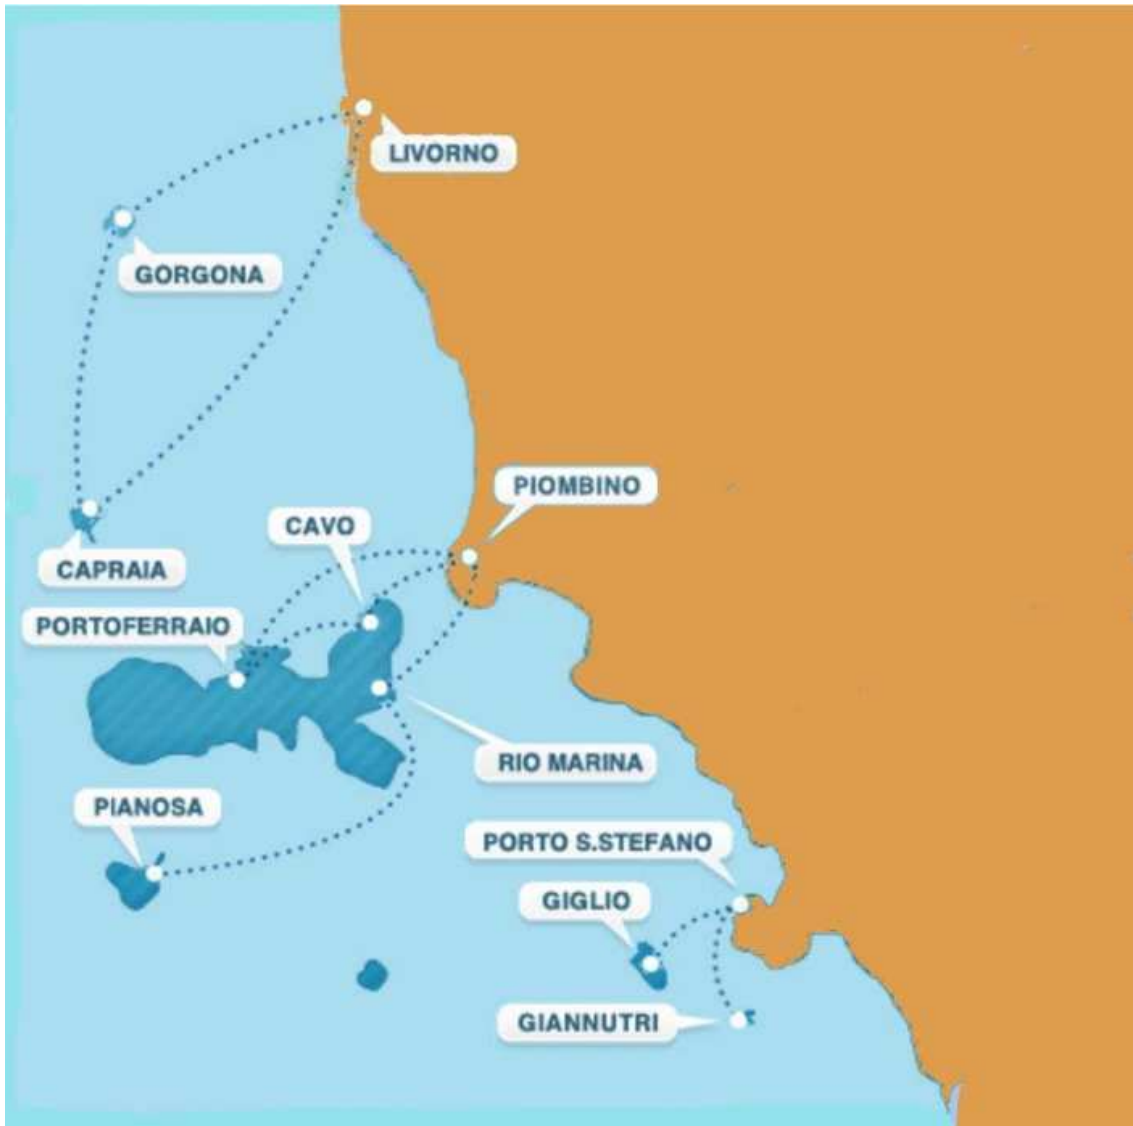 LIVORNO
GORGONA
PIOMBINO
CAVO
CAPRAIA
PORTOFERRAIO
RIO MARINA
PIANOSA
PORTO S.STEFANO
GIGLIO
GIANNUTRI